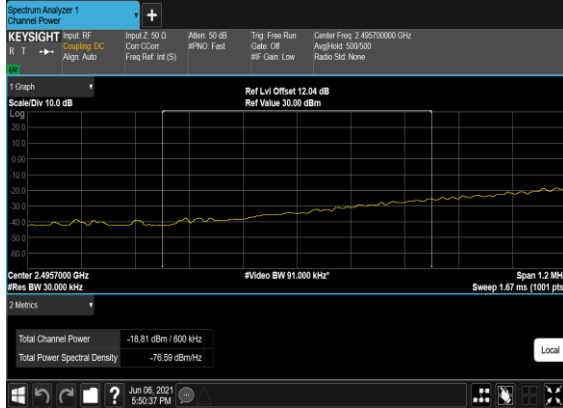 Spectrum Analyzer 1
Channel Power
+
KEYSIGHT Input: RF Input Z: 50 Ω Atten: 50 dB Trig: Free Run Center Freq: 2.495700000 GHz
R T Coupling: DC Corr CCorr #PNO: Fast Gate: Off Avg|Hold: 500/500
Align: Auto Freq Ref: Int (S) #IF Gain: Low Radio Std: None
1 Graph
Ref Lvl Offset 12.04 dB
Scale/Div 10.0 dB Ref Value 30.00 dBm
Log
20.0
10.0
0.00
-10.0
-20.0
-30.0
-40.0
-50.0
-60.0
Center 2.4957000 GHz #Video BW 91.000 kHz* Span 1.2 MH
#Res BW 30.000 kHz Sweep 1.67 ms (1001 pts
2 Metrics
Total Channel Power -18.81 dBm / 600 kHz
Total Power Spectral Density -76.59 dBm/Hz
Local
?
Jun 06, 2021
5:50:37 PM